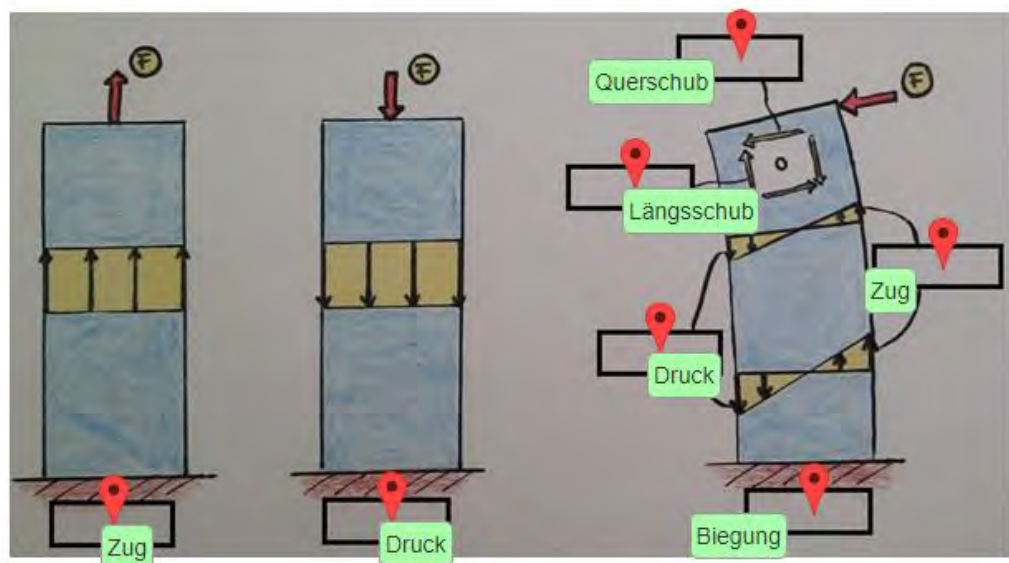 F
F
Querschub
F
Längsschub
Zug
Druck
Zug
Druck
Biegung